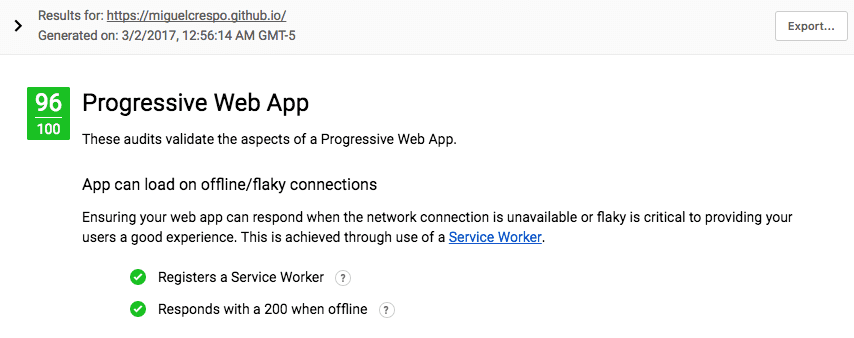 Results for: https://miguelcrespo.github.io/
Generated on: 3/2/2017, 12:56:14 AM GMT-5
Export...
96
100
Progressive Web App
These audits validate the aspects of a Progressive Web App.
App can load on offline/flaky connections
Ensuring your web app can respond when the network connection is unavailable or flaky is critical to providing your
users a good experience. This is achieved through use of a Service Worker.
Registers a Service Worker ?
Responds with a 200 when offline ?